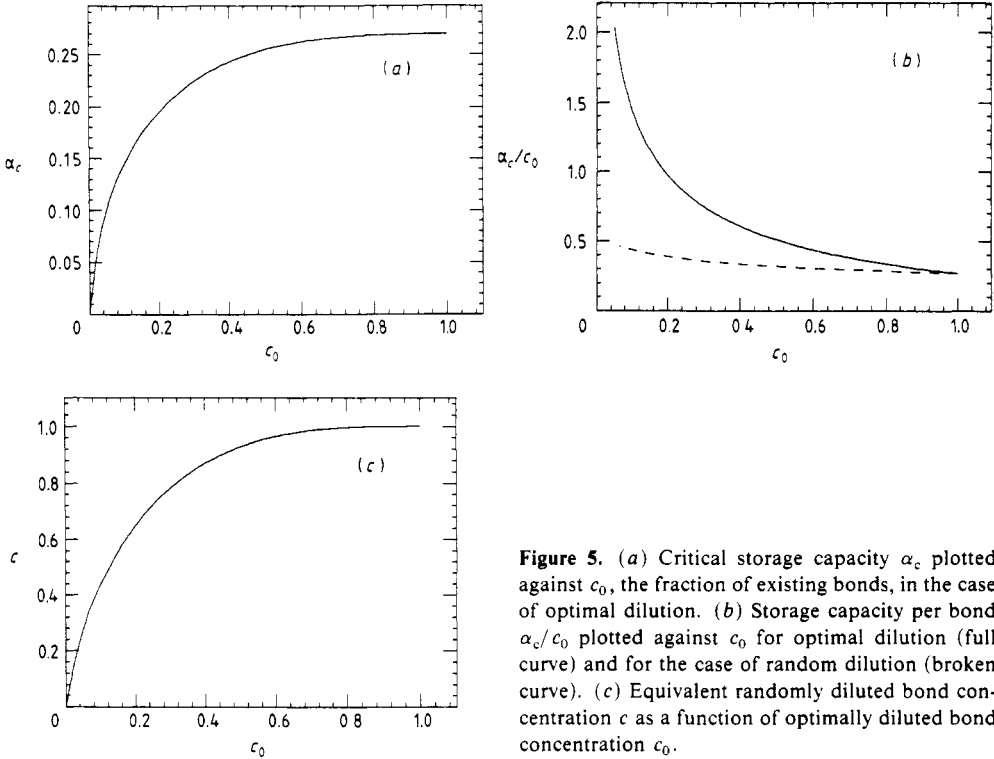 0.25
0.20
0.15
0.10
0.05
α_c
(a)
0 0.2 0.4 0.6 0.8 1.0
c_0
2.0
1.5
1.0
0.5
α_c/c_0
(b)
0 0.2 0 4 0.6 0.8 1.0
c_0
1.0
0.8
0.6
0.4
0.2
c
(c)
0 0.2 0.4 0.6 0 8 1.0
c_0
Figure 5. (a) Critical storage capacity α_c plotted
against c_0, the fraction of existing bonds, in the case
of optimal dilution. (b) Storage capacity per bond
α_c/c_0 plotted against c_0 for optimal dilution (full
curve) and for the case of random dilution (broken
curve). (c) Equivalent randomly diluted bond con-
centration c as a function of optimally diluted bond
concentration c_0.